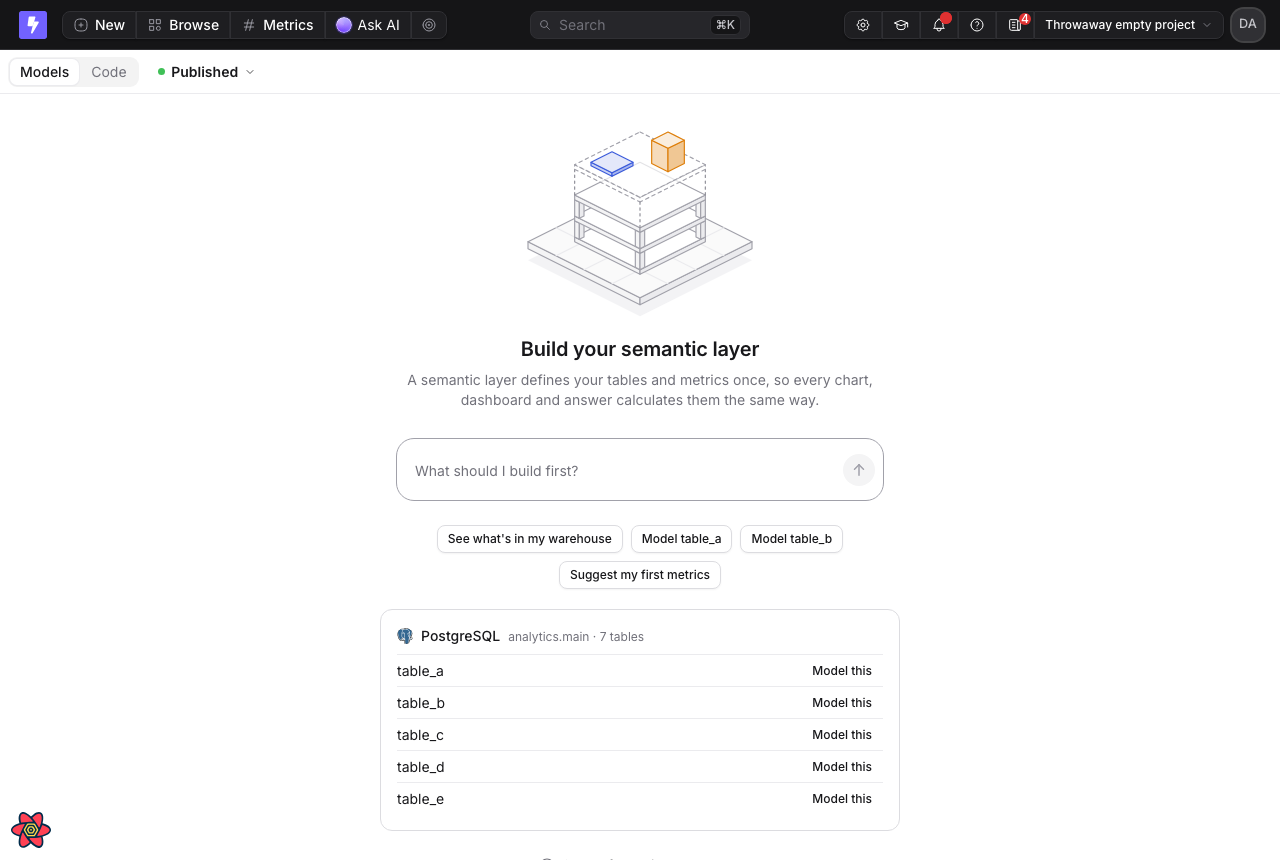 New
Browse
Metrics
Ask AI
Search
⌘K
4
Throwaway empty project
DA
Models
Code
Published
Build your semantic layer
A semantic layer defines your tables and metrics once, so every chart,
dashboard and answer calculates them the same way.
What should I build first?
See what's in my warehouse
Model table_a
Model table_b
Suggest my first metrics
PostgreSQL analytics.main · 7 tables
table_a Model this
table_b Model this
table_c Model this
table_d Model this
table_e Model this